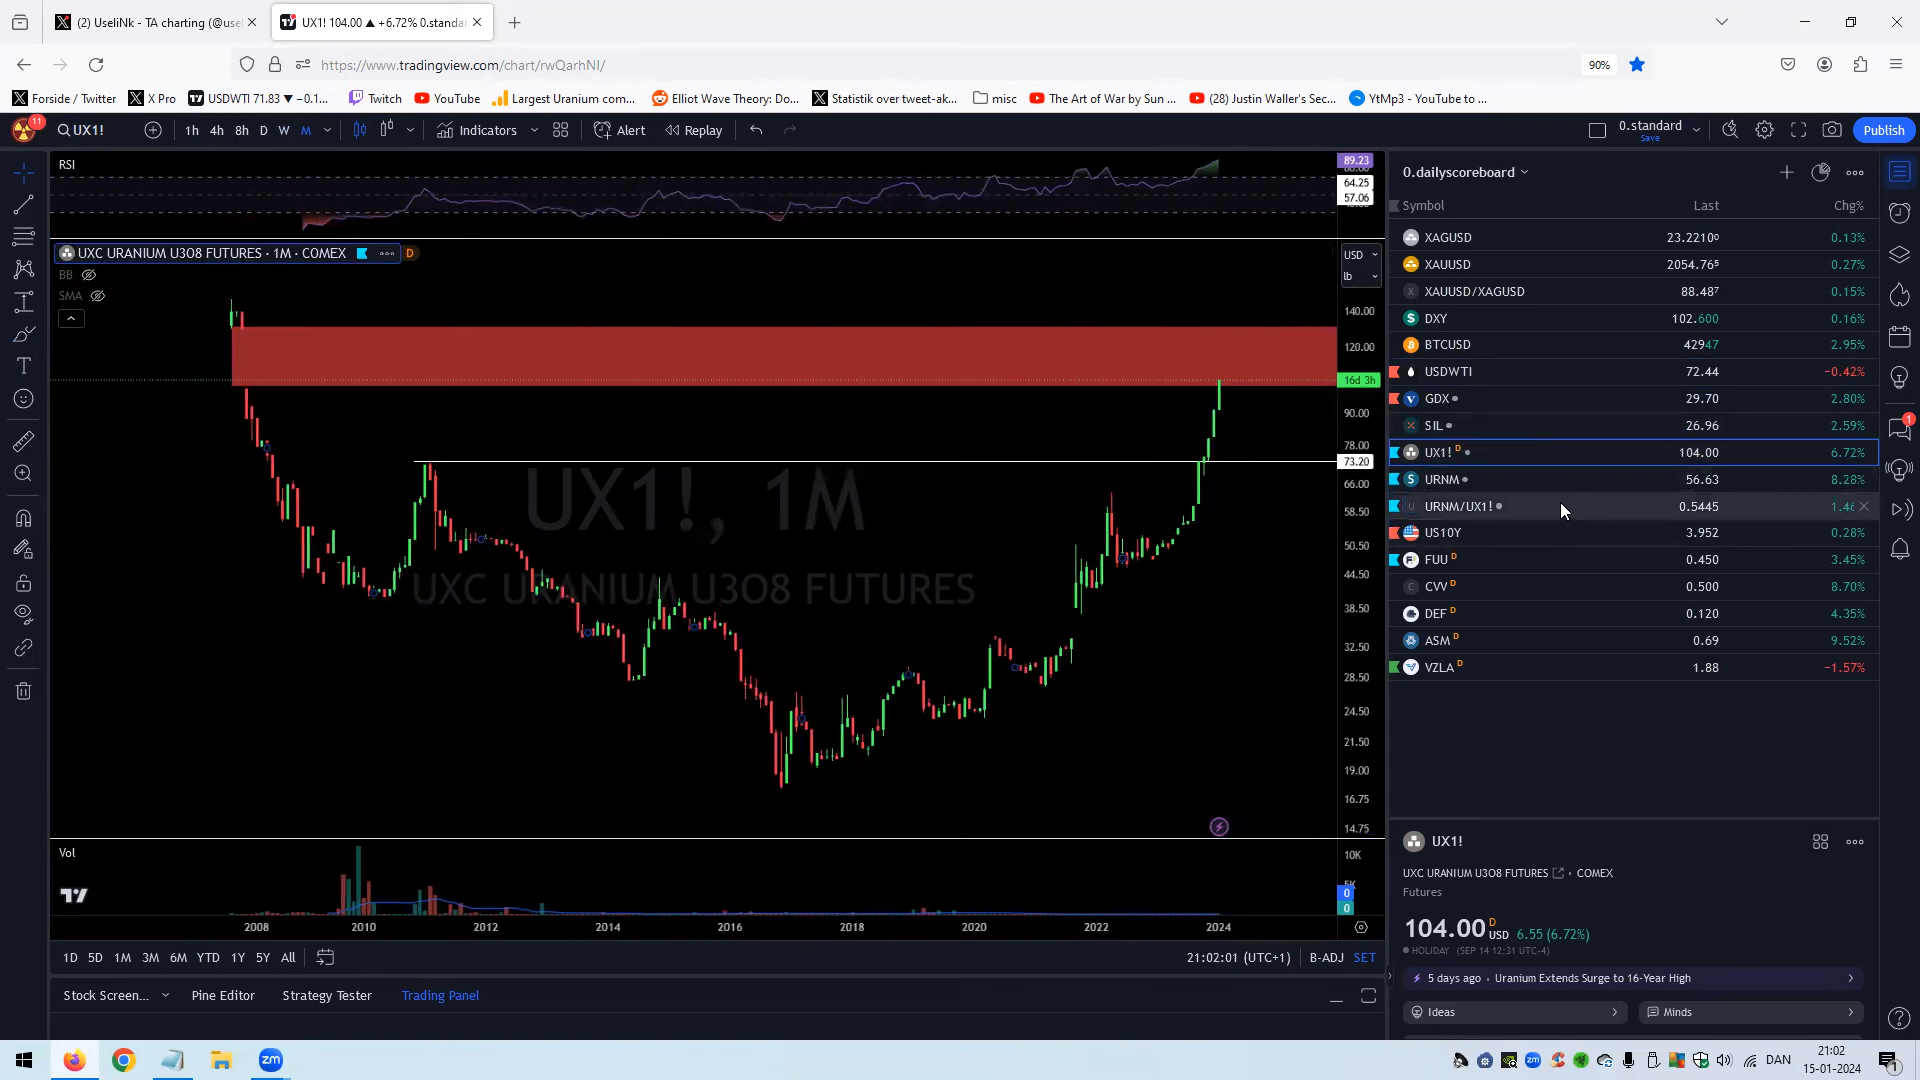 (2) UseliNk - TA charting (@use
UX1! 104.00 ▲ +6.72% 0.standa
https://www.tradingview.com/chart/rwQarhNI/
90%
Forside / Twitter
X Pro
USDWTI 71.83 ▼ −0.1...
Twitch
YouTube
Largest Uranium com...
Elliot Wave Theory: Do...
Statistik over tweet-ak...
misc
The Art of War by Sun ...
(28) Justin Waller's Sec...
YtMp3 - YouTube to ...
11
UX1!
1h 4h 8h D W M
Indicators
Alert
Replay
0.standard
Save
Publish
RSI
89.23
64.25
57.06
UXC URANIUM U3O8 FUTURES · 1M · COMEX
D
BB
SMA
USD
lb
UX1!, 1M
UXC URANIUM U3O8 FUTURES
140.00
120.00
16d 3h
90.00
78.00
73.20
66.00
58.50
50.50
44.50
38.50
32.50
28.50
24.50
21.50
19.00
16.75
14.75
Vol
10K
5K
0
0
2008 2010 2012 2014 2016 2018 2020 2022 2024
1D 5D 1M 3M 6M YTD 1Y 5Y All
21:02:01 (UTC+1)
B-ADJ
SET
Stock Screen...
Pine Editor
Strategy Tester
Trading Panel
0.dailyscoreboard
Symbol Last Chg%
XAGUSD 23.2210⁰ 0.13%
XAUUSD 2054.76⁵ 0.27%
XAUUSD/XAGUSD 88.48⁷ 0.15%
DXY 102.600 0.16%
BTCUSD 42947 2.95%
USDWTI 72.44 −0.42%
GDX 29.70 2.80%
SIL 26.96 2.59%
UX1! D 104.00 6.72%
URNM 56.63 8.28%
URNM/UX1! 0.5445 1.4
US10Y 3.952 0.28%
FUU D 0.450 3.45%
CVV D 0.500 8.70%
DEF D 0.120 4.35%
ASM D 0.69 9.52%
VZLA D 1.88 −1.57%
1
UX1!
UXC URANIUM U3O8 FUTURES · COMEX
Futures
104.00 D USD 6.55 (6.72%)
HOLIDAY (SEP 14 12:31 UTC-4)
5 days ago · Uranium Extends Surge to 16-Year High
Ideas
Minds
zm
DAN
21:02
15-01-2024
1